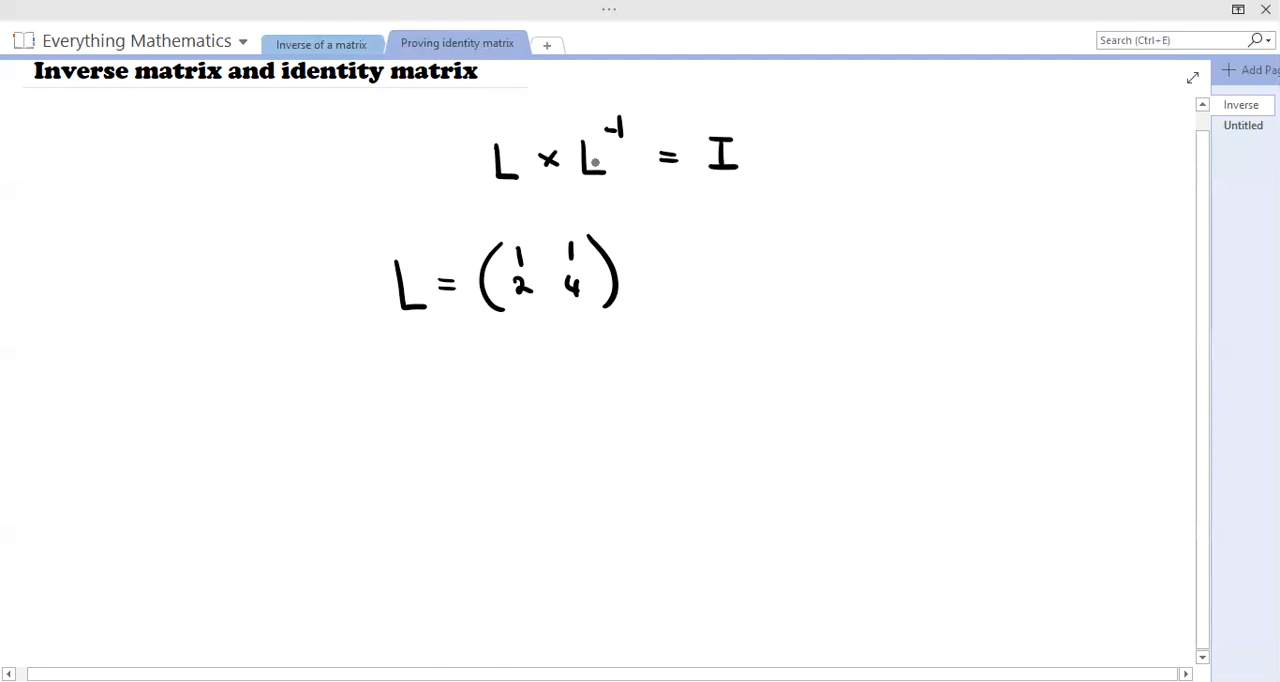 ...
Everything Mathematics
Inverse of a matrix
Proving identity matrix
+
Search (Ctrl+E)
Inverse matrix and identity matrix
+ Add Pag
Inverse
Untitled
L × L⁻¹ = I
L = ( 1 1
2 4 )